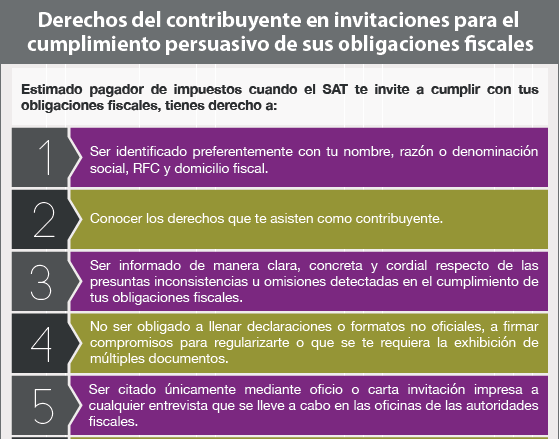 Derechos del contribuyente en invitaciones para el
cumplimiento persuasivo de sus obligaciones fiscales
Estimado pagador de impuestos cuando el SAT te invite a cumplir con tus
obligaciones fiscales, tienes derecho a:
1
Ser identificado preferentemente con tu nombre, razón o denominación
social, RFC y domicilio fiscal.
2
Conocer los derechos que te asisten como contribuyente.
3
Ser informado de manera clara, concreta y cordial respecto de las
presuntas inconsistencias u omisiones detectadas en el cumplimiento de
tus obligaciones fiscales.
4
No ser obligado a llenar declaraciones o formatos no oficiales, a firmar
compromisos para regularizarte o que se te requiera la exhibición de
múltiples documentos.
5
Ser citado únicamente mediante oficio o carta invitación impresa a
cualquier entrevista que se lleve a cabo en las oficinas de las autoridades
fiscales.